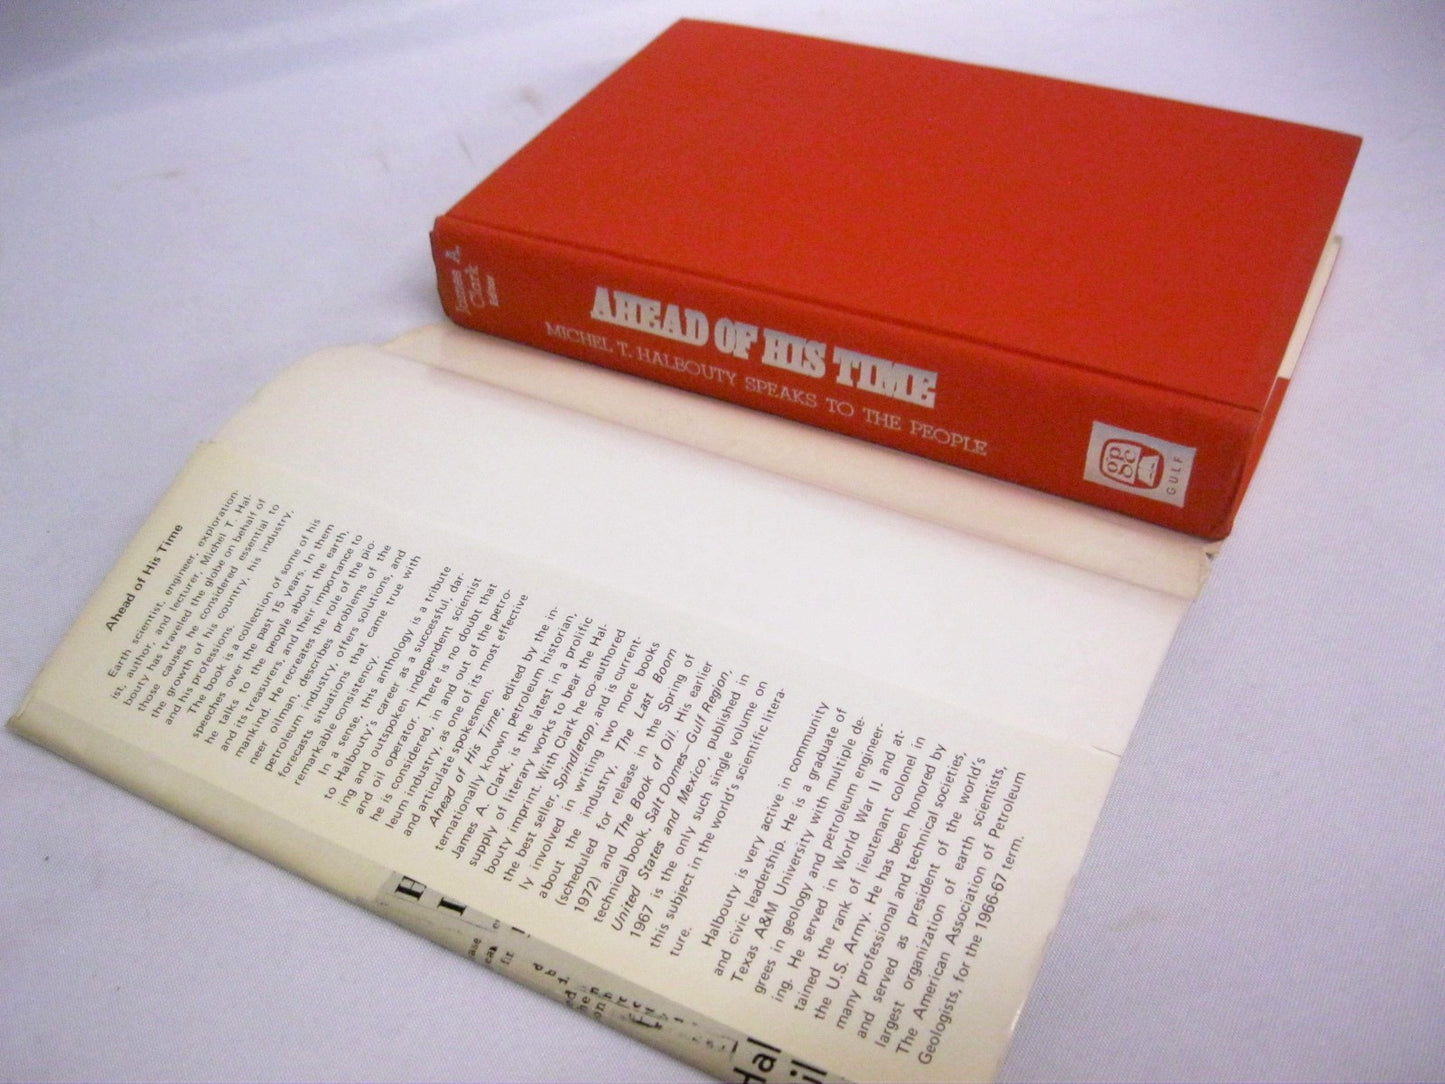 James A.
Clark
Editor
AHEAD OF HIS TIME
MICHEL T. HALBOUTY SPEAKS TO THE PEOPLE
GULF
Ahead of His Time
Earth scientist, engineer, exploration-
ist, author, and lecturer, Michel T. Hal-
bouty has traveled the globe on behalf of
those causes he considered essential to
the growth of his country, his industry,
and his professions.
The book is a collection of some of his
speeches over the past 15 years. In them
he talks to the people about the earth,
and its treasurers, and their importance to
mankind. He recreates the role of the pio-
neer oilman, describes problems of the
petroleum industry, offers solutions, and
forecasts situations that came true with
remarkable consistency.
In a sense, this anthology is a tribute
to Halbouty's career as a successful, dar-
ing and outspoken independent scientist
and oil operator. There is no doubt that
he is considered, in and out of the petro-
leum industry, as one of its most effective
and articulate spokesmen.
Ahead of His Time, edited by the in-
ternationally known petroleum historian,
James A. Clark, is the latest in a prolific
supply of literary works to bear the Hal-
bouty imprint. With Clark he co-authored
the best seller, Spindletop, and is current-
ly involved in writing two more books
about the industry, The Last Boom
(scheduled for release in the Spring of
1972) and The Book of Oil. His earlier
technical book, Salt Domes—Gulf Region,
United States and Mexico, published in
1967 is the only such single volume on
this subject in the world's scientific litera-
ture.
Halbouty is very active in community
and civic leadership. He is a graduate of
Texas A&M University with multiple de-
grees in geology and petroleum engineer-
ing. He served in World War II and at-
tained the rank of lieutenant colonel in
the U.S. Army. He has been honored by
many professional and technical societies,
and served as president of the world's
largest organization of earth scientists,
The American Association of Petroleum
Geologists, for the 1966-67 term.
Hal